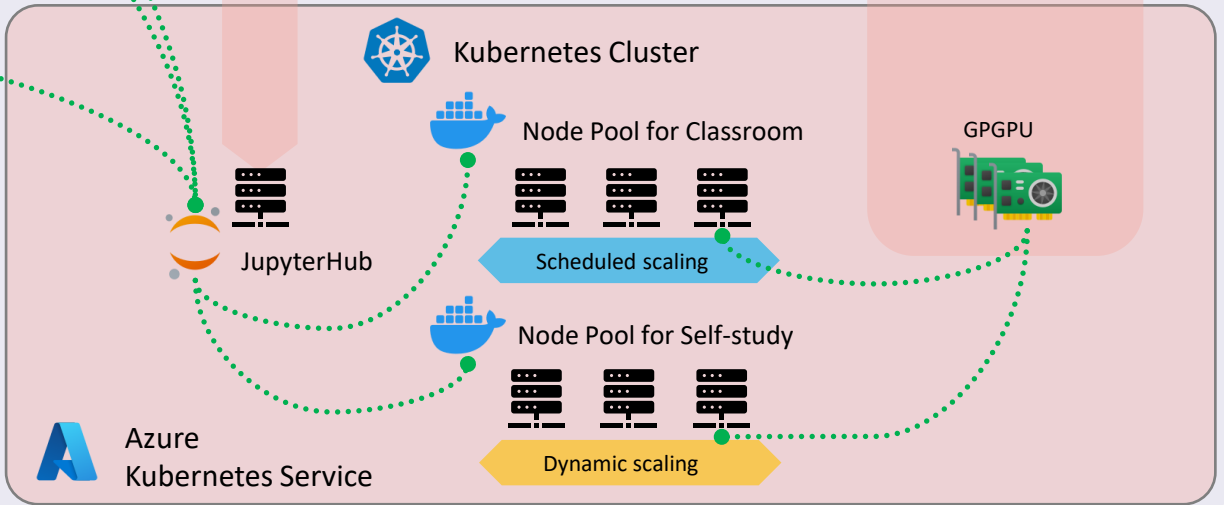 Kubernetes Cluster
Node Pool for Classroom
GPGPU
JupyterHub
Scheduled scaling
Node Pool for Self-study
Azure
Kubernetes Service
Dynamic scaling